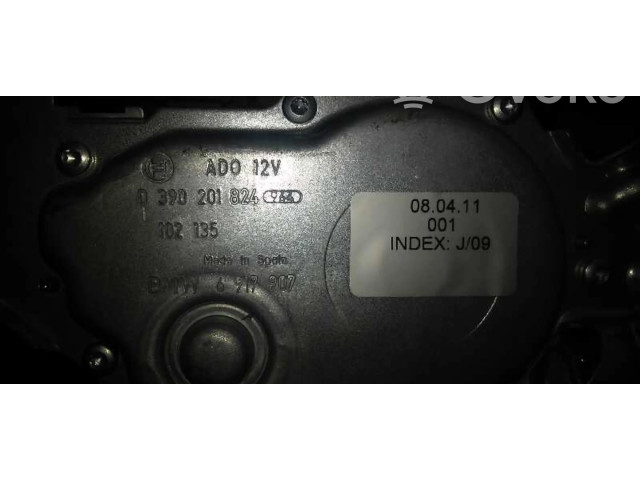 ADO 12V
0 390 201 824
102 135
Made in Spain
6 917 707
08.04.11
001
INDEX: J/09